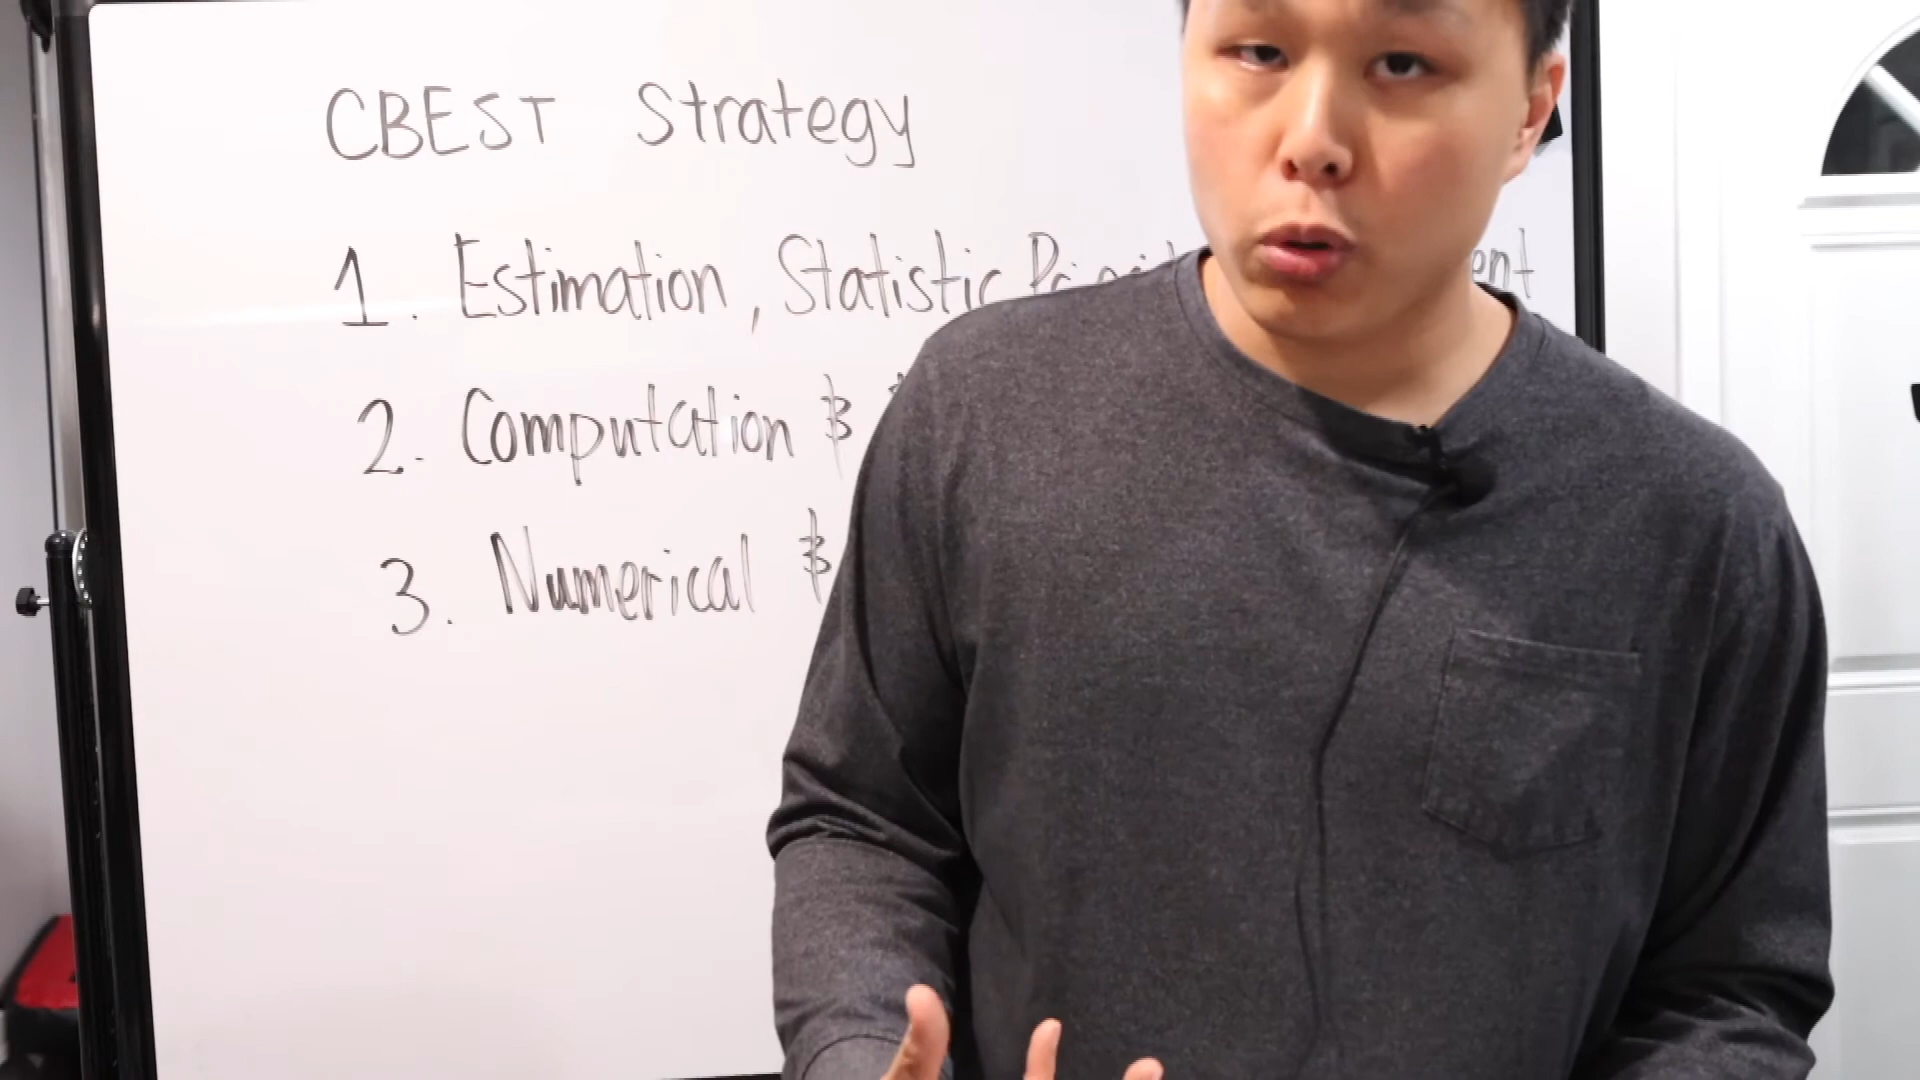 CBEST Strategy
1. Estimation, Statistic
2. Computation &
3. Numerical &